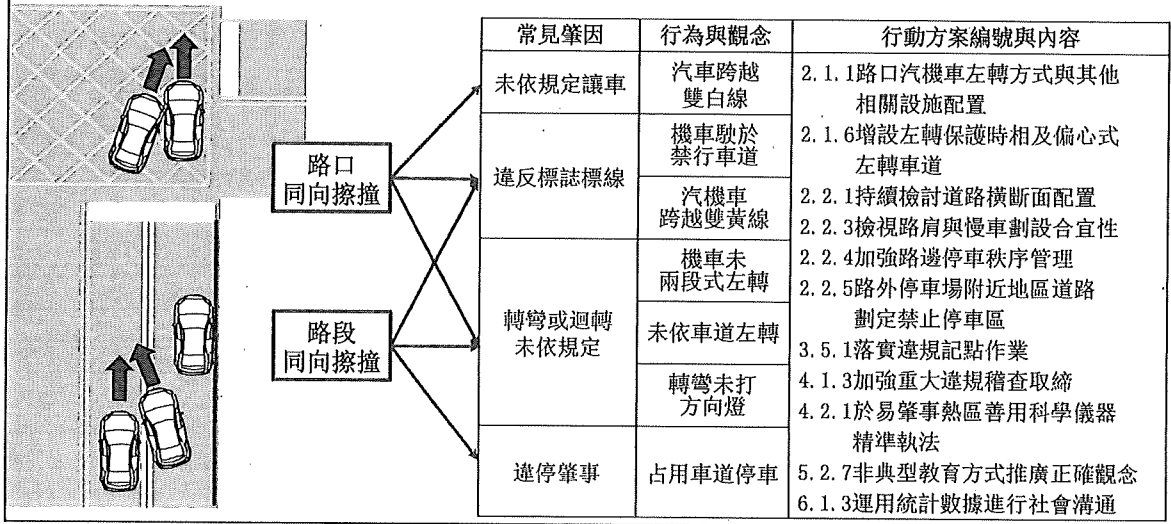 路口
同向擦撞
路段
同向擦撞
常見肇因
行為與觀念
行動方案編號與內容
未依規定讓車
汽車跨越
雙白線
違反標誌標線
機車駛於
禁行車道
汽機車
跨越雙黃線
轉彎或迴轉
未依規定
機車未
兩段式左轉
未依車道左轉
轉彎未打
方向燈
違停肇事
占用車道停車
2.1.1路口汽機車左轉方式與其他
相關設施配置
2.1.6增設左轉保護時相及偏心式
左轉車道
2.2.1持續檢討道路橫斷面配置
2.2.3檢視路肩與慢車劃設合宜性
2.2.4加強路邊停車秩序管理
2.2.5路外停車場附近地區道路
劃定禁止停車區
3.5.1落實違規記點作業
4.1.3加強重大違規稽查取締
4.2.1於易肇事熱區善用科學儀器
精準執法
5.2.7非典型教育方式推廣正確觀念
6.1.3運用統計數據進行社會溝通